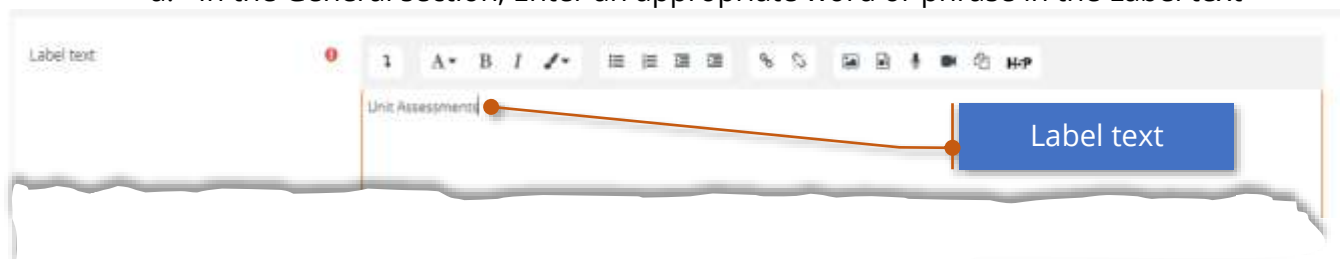 a. In the General section, Enter an appropriate word or phrase in the Label text
Label text
A B I H-P
Unit Assessments
Label text